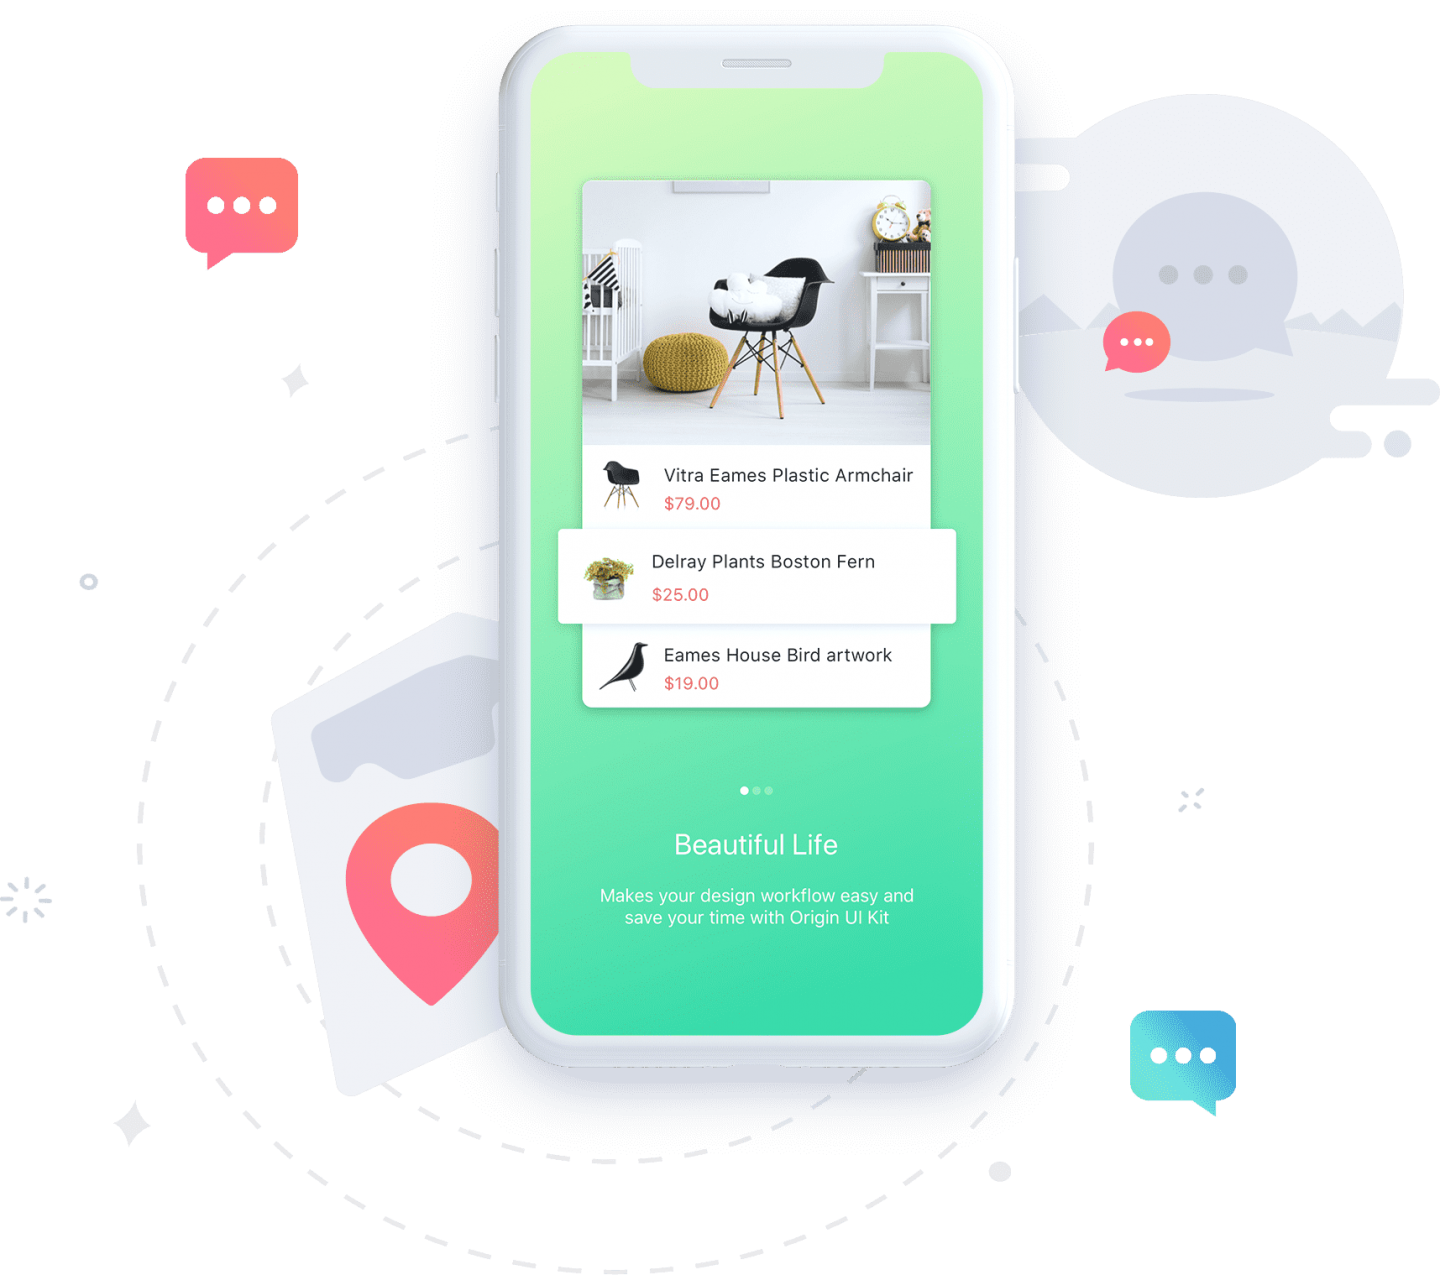 Vitra Eames Plastic Armchair
$79.00
Delray Plants Boston Fern
$25.00
Eames House Bird artwork
$19.00
Beautiful Life
Makes your design workflow easy and
save your time with Origin UI Kit